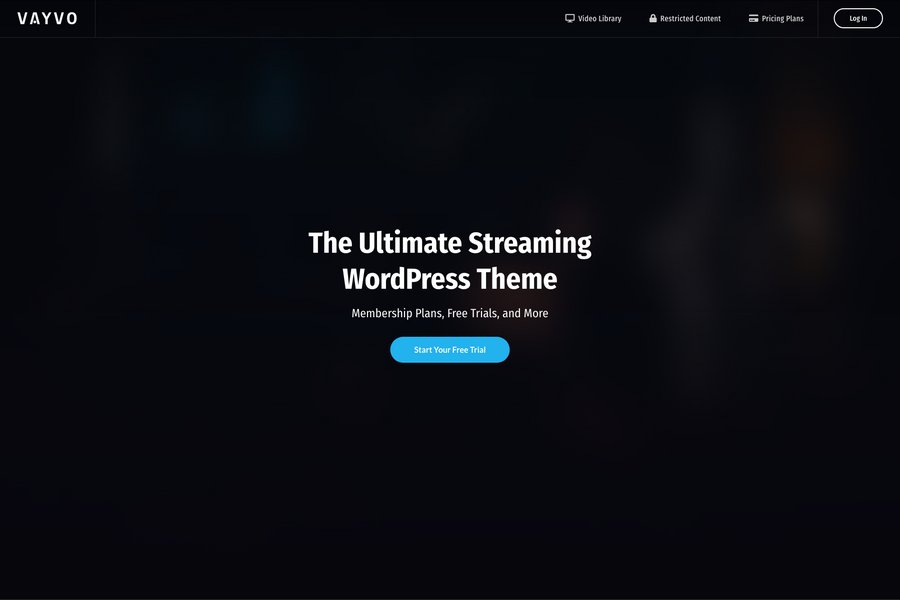 VAYVO
Video Library
Restricted Content
Pricing Plans
Log In
The Ultimate Streaming
WordPress Theme
Membership Plans, Free Trials, and More
Start Your Free Trial